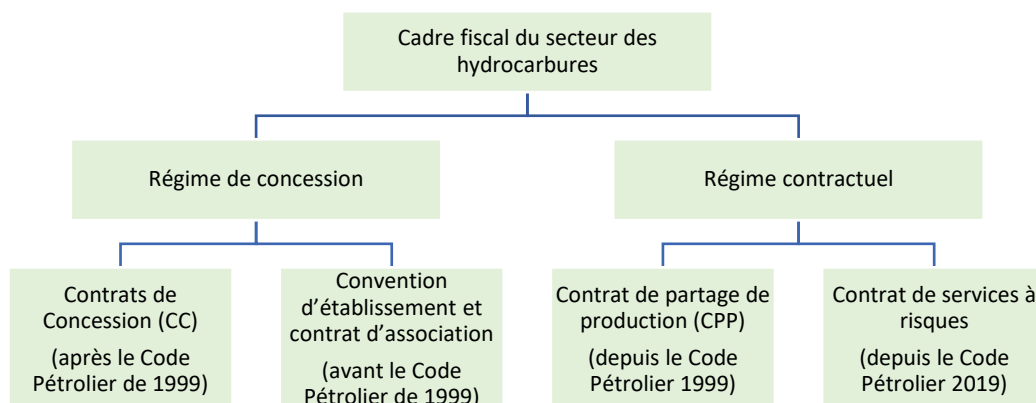 Cadre fiscal du secteur des
hydrocarbures
Régime de concession
Régime contractuel
Contrats de
Concession (CC)
(après le Code
Pétrolier de 1999)
Convention
d’établissement et
contrat d’association
(avant le Code
Pétrolier de 1999)
Contrat de partage de
production (CPP)
(depuis le Code
Pétrolier 1999)
Contrat de services à
risques
(depuis le Code
Pétrolier 2019)